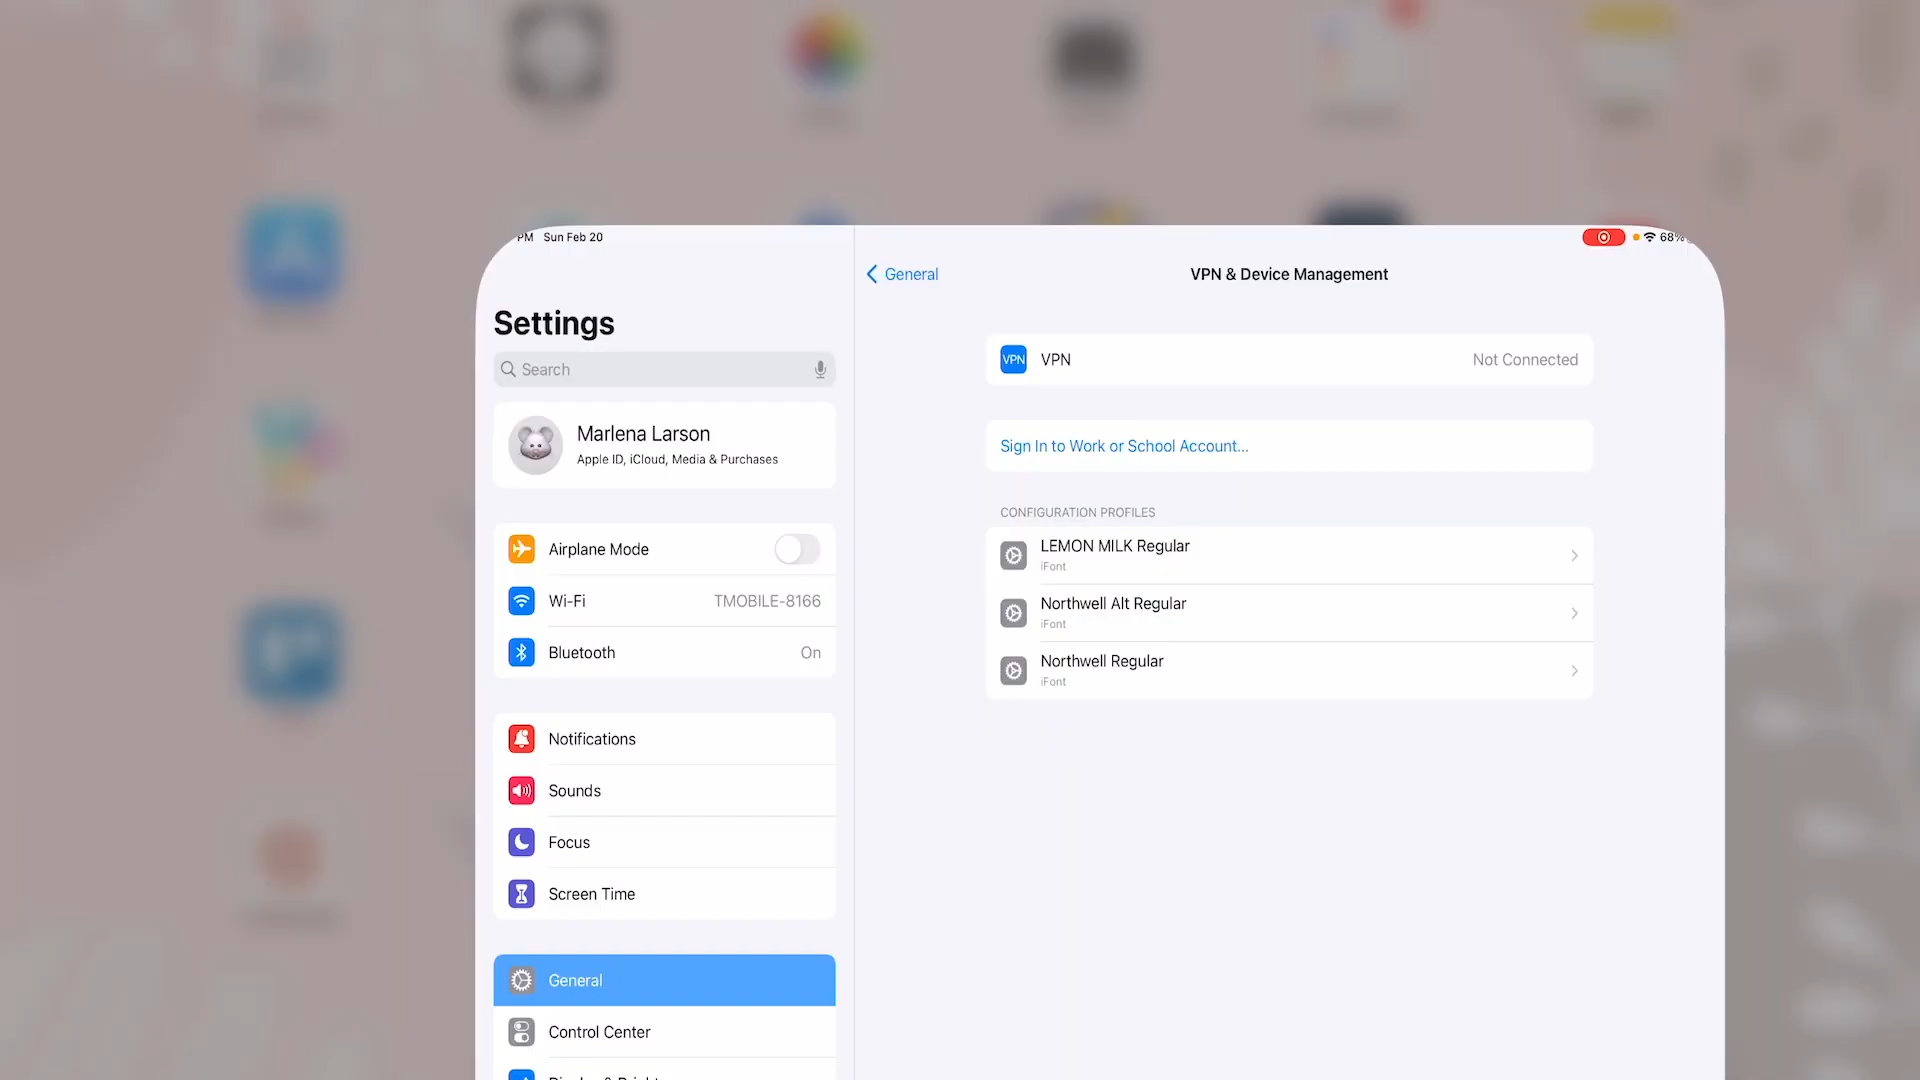 PM Sun Feb 20
68%
General
VPN & Device Management
Settings
Search
VPN
VPN
Not Connected
Marlena Larson
Apple ID, iCloud, Media & Purchases
Sign In to Work or School Account...
CONFIGURATION PROFILES
LEMON MILK Regular
iFont
Northwell Alt Regular
iFont
Northwell Regular
iFont
Airplane Mode
Wi-Fi
TMOBILE-8166
Bluetooth
On
Notifications
Sounds
Focus
Screen Time
General
Control Center